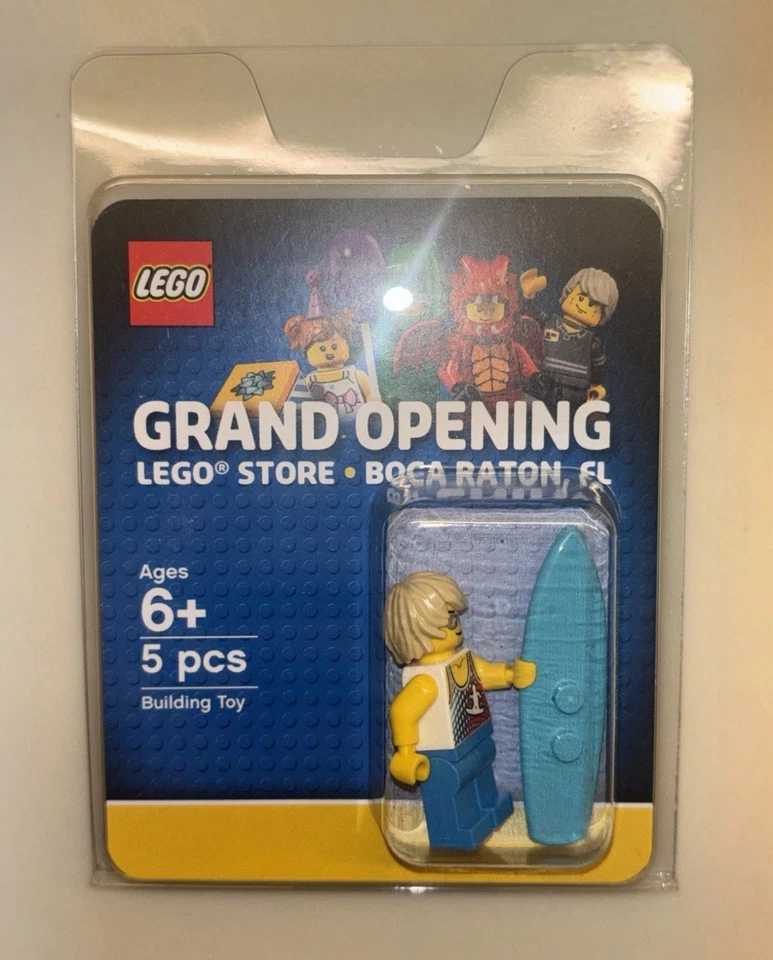 LEGO
GRAND OPENING
LEGO® STORE • BOCA RATON, FL
Ages
6+
5 pcs
Building Toy